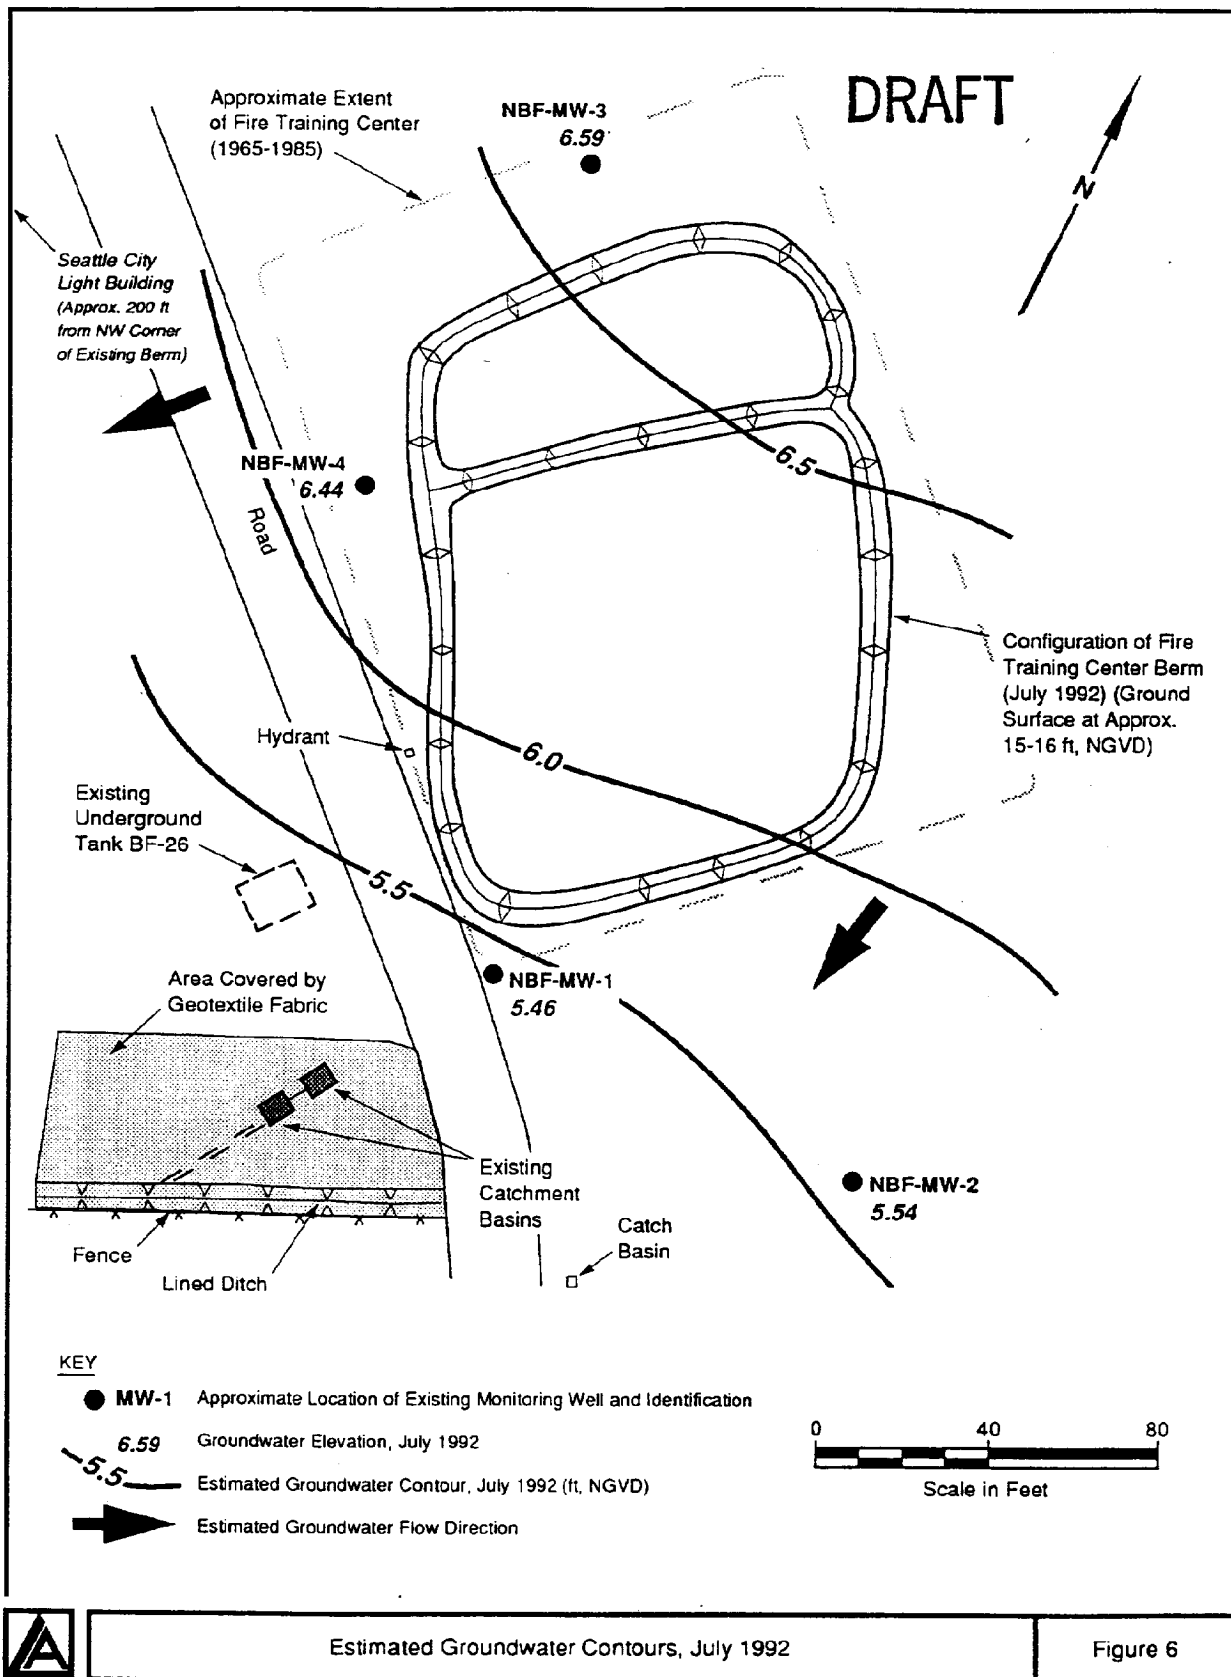 DRAFT
Approximate Extent
of Fire Training Center
(1965-1985)
NBF-MW-3
6.59
N
Seattle City
Light Building
(Approx. 200 ft
from NW Corner
of Existing Berm)
NBF-MW-4
6.44
Road
6.5
Configuration of Fire
Training Center Berm
(July 1992) (Ground
Surface at Approx.
15-16 ft, NGVD)
Hydrant
6.0
Existing
Underground
Tank BF-26
5.5
Area Covered by
Geotextile Fabric
NBF-MW-1
5.46
Existing
Catchment
Basins
NBF-MW-2
5.54
Catch
Basin
Fence
Lined Ditch
KEY
MW-1 Approximate Location of Existing Monitoring Well and Identification
6.59 Groundwater Elevation, July 1992
5.5 Estimated Groundwater Contour, July 1992 (ft, NGVD)
Estimated Groundwater Flow Direction
0 40 80
Scale in Feet
A
Estimated Groundwater Contours, July 1992
Figure 6